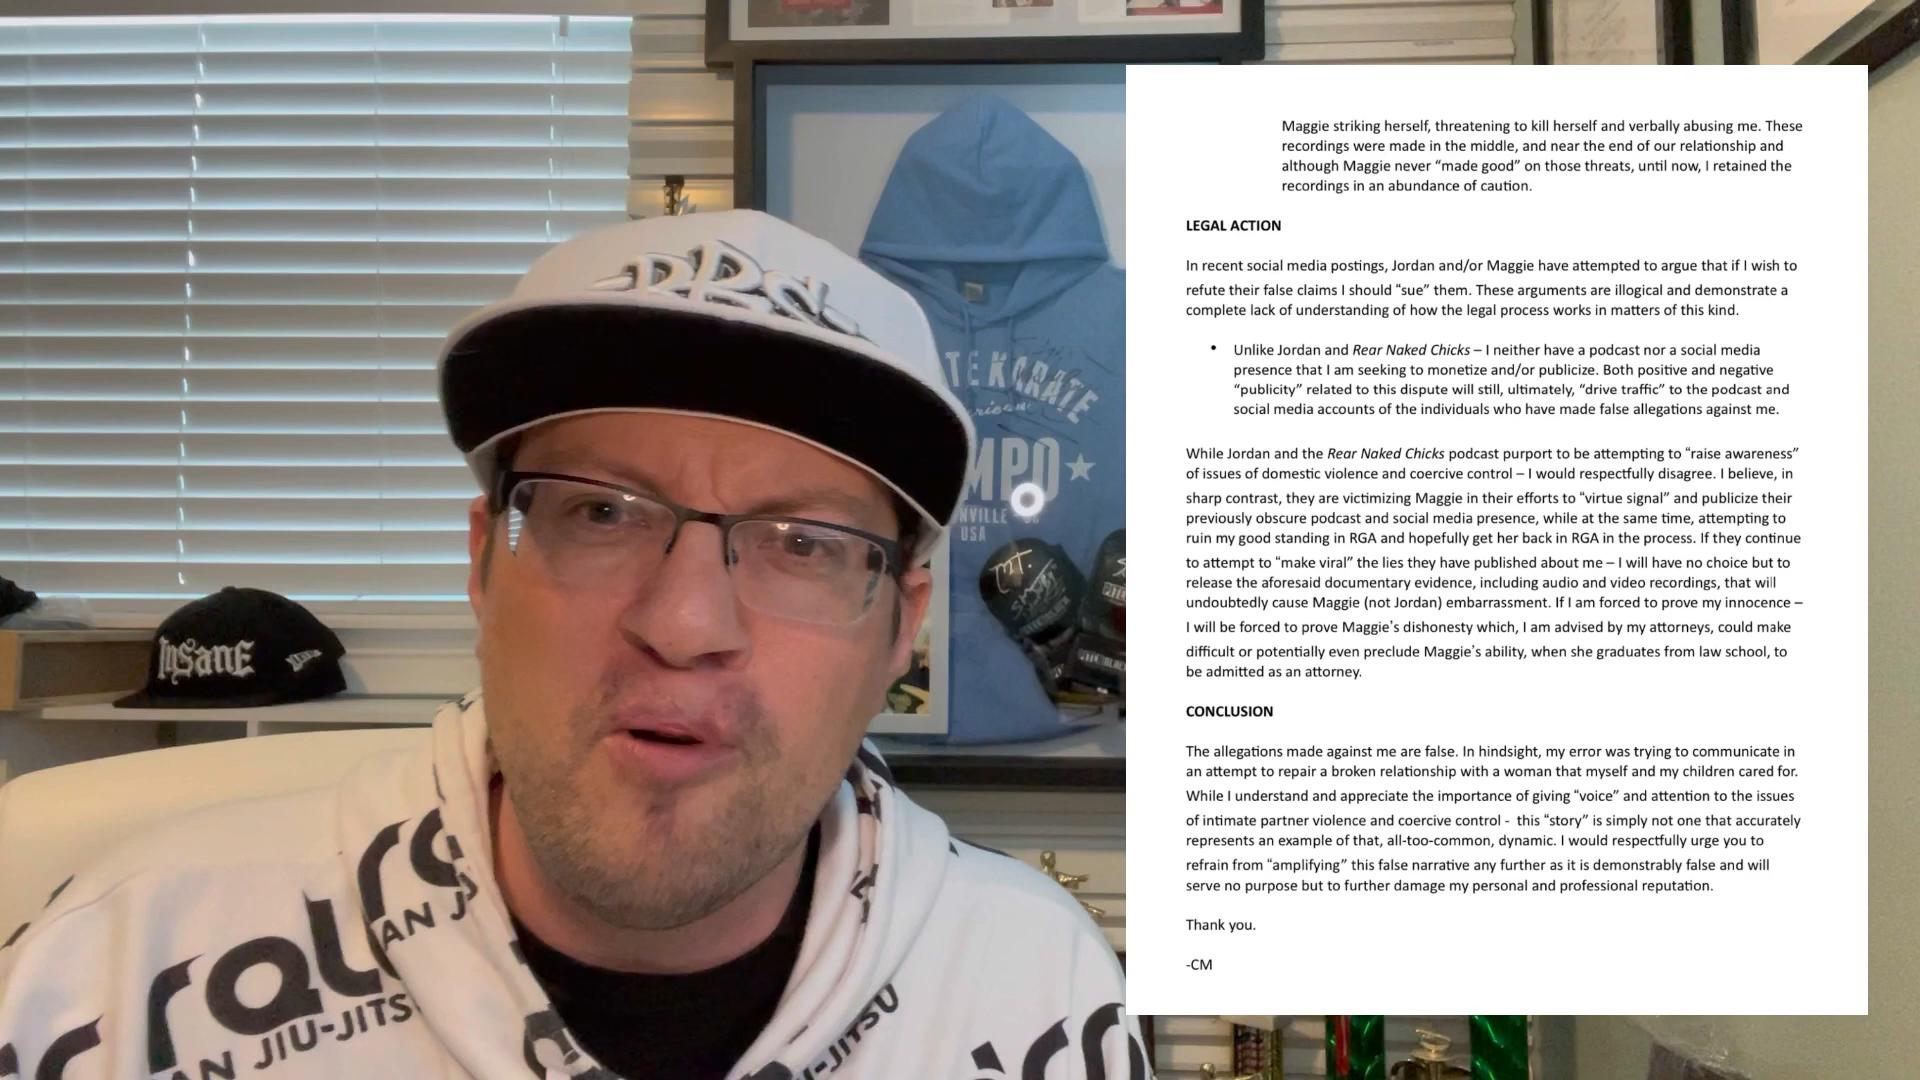 Maggie striking herself, threatening to kill herself and verbally abusing me. These
recordings were made in the middle, and near the end of our relationship and
although Maggie never “made good” on those threats, until now, I retained the
recordings in an abundance of caution.
LEGAL ACTION
In recent social media postings, Jordan and/or Maggie have attempted to argue that if I wish to
refute their false claims I should “sue” them. These arguments are illogical and demonstrate a
complete lack of understanding of how the legal process works in matters of this kind.
• Unlike Jordan and Rear Naked Chicks – I neither have a podcast nor a social media
presence that I am seeking to monetize and/or publicize. Both positive and negative
“publicity” related to this dispute will still, ultimately, “drive traffic” to the podcast and
social media accounts of the individuals who have made false allegations against me.
While Jordan and the Rear Naked Chicks podcast purport to be attempting to “raise awareness”
of issues of domestic violence and coercive control – I would respectfully disagree. I believe, in
sharp contrast, they are victimizing Maggie in their efforts to “virtue signal” and publicize their
previously obscure podcast and social media presence, while at the same time, attempting to
ruin my good standing in RGA and hopefully get her back in RGA in the process. If they continue
to attempt to “make viral” the lies they have published about me – I will have no choice but to
release the aforesaid documentary evidence, including audio and video recordings, that will
undoubtedly cause Maggie (not Jordan) embarrassment. If I am forced to prove my innocence –
I will be forced to prove Maggie’s dishonesty which, I am advised by my attorneys, could make
difficult or potentially even preclude Maggie’s ability, when she graduates from law school, to
be admitted as an attorney.
CONCLUSION
The allegations made against me are false. In hindsight, my error was trying to communicate in
an attempt to repair a broken relationship with a woman that myself and my children cared for.
While I understand and appreciate the importance of giving “voice” and attention to the issues
of intimate partner violence and coercive control - this “story” is simply not one that accurately
represents an example of that, all-too-common, dynamic. I would respectfully urge you to
refrain from “amplifying” this false narrative any further as it is demonstrably false and will
serve no purpose but to further damage my personal and professional reputation.
Thank you.
-CM
KARATE
USA
InSanE
JIU-JITSU